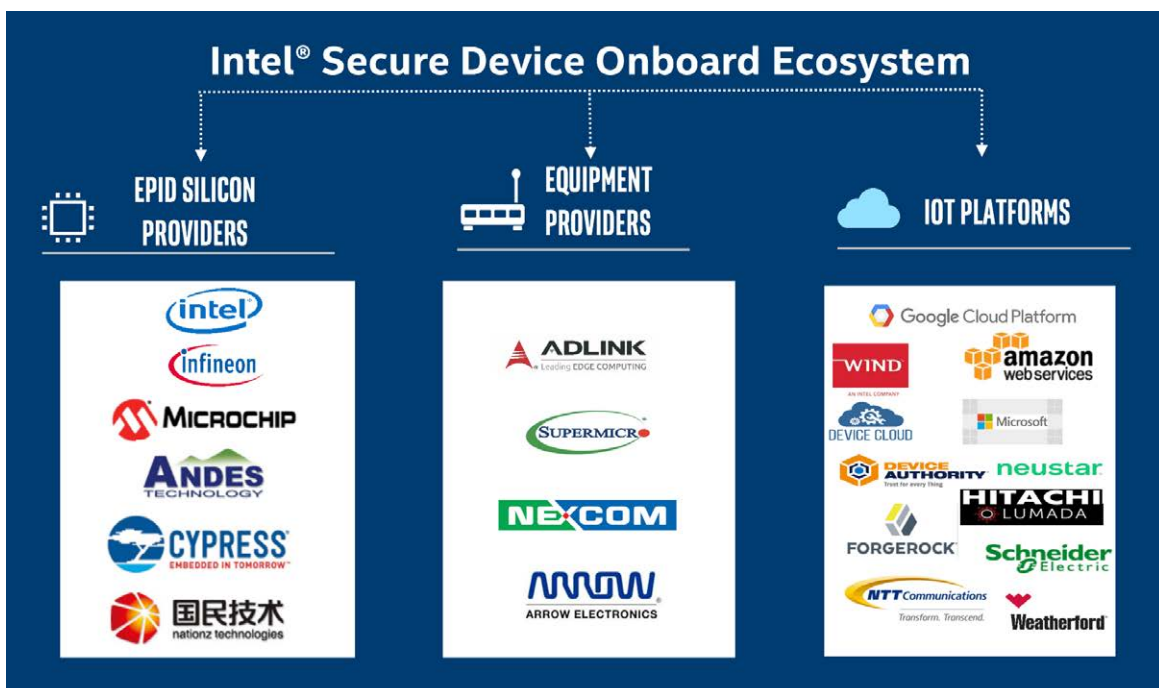 Intel® Secure Device Onboard Ecosystem
EPID SILICON
PROVIDERS
EQUIPMENT
PROVIDERS
IOT PLATFORMS
intel
infineon
MICROCHIP
ANDES
TECHNOLOGY
CYPRESS
EMBEDDED IN TOMORROW™
国民技术
nationz technologies
ADLINK
Leading EDGE COMPUTING
SUPERMICRO
NEXCOM
ARROW
ARROW ELECTRONICS
Google Cloud Platform
WIND
AN INTEL COMPANY
amazon
web services
DEVICE CLOUD
Microsoft
DEVICE
AUTHORITY
Trust for every Thing
neustar
HITACHI
LUMADA
FORGEROCK
Schneider
Electric
NTT Communications
Transform. Transcend.
Weatherford